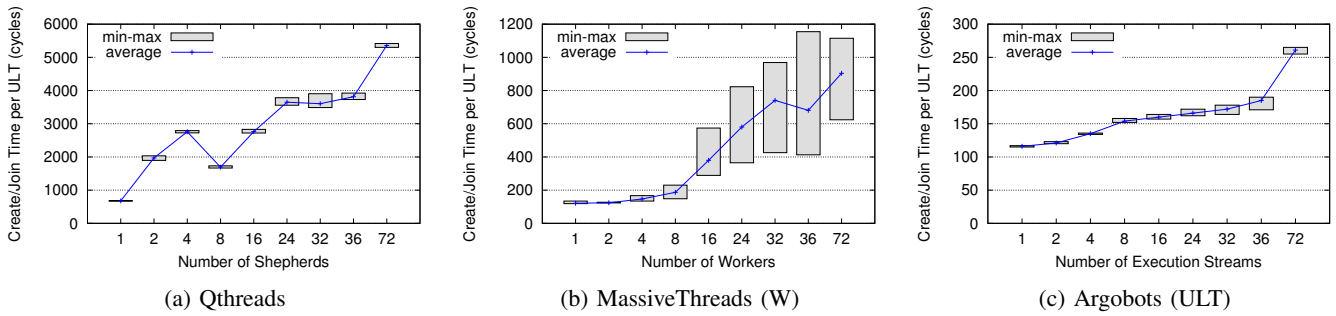 Create/Join Time per ULT (cycles)
6000
5000
4000
3000
2000
1000
0
min-max
average
1 2 4 8 16 24 32 36 72
Number of Shepherds
(a) Qthreads
Create/Join Time per ULT (cycles)
1200
1000
800
600
400
200
0
min-max
average
1 2 4 8 16 24 32 36 72
Number of Workers
(b) MassiveThreads (W)
Create/Join Time per ULT (cycles)
300
250
200
150
100
50
0
min-max
average
1 2 4 8 16 24 32 36 72
Number of Execution Streams
(c) Argobots (ULT)